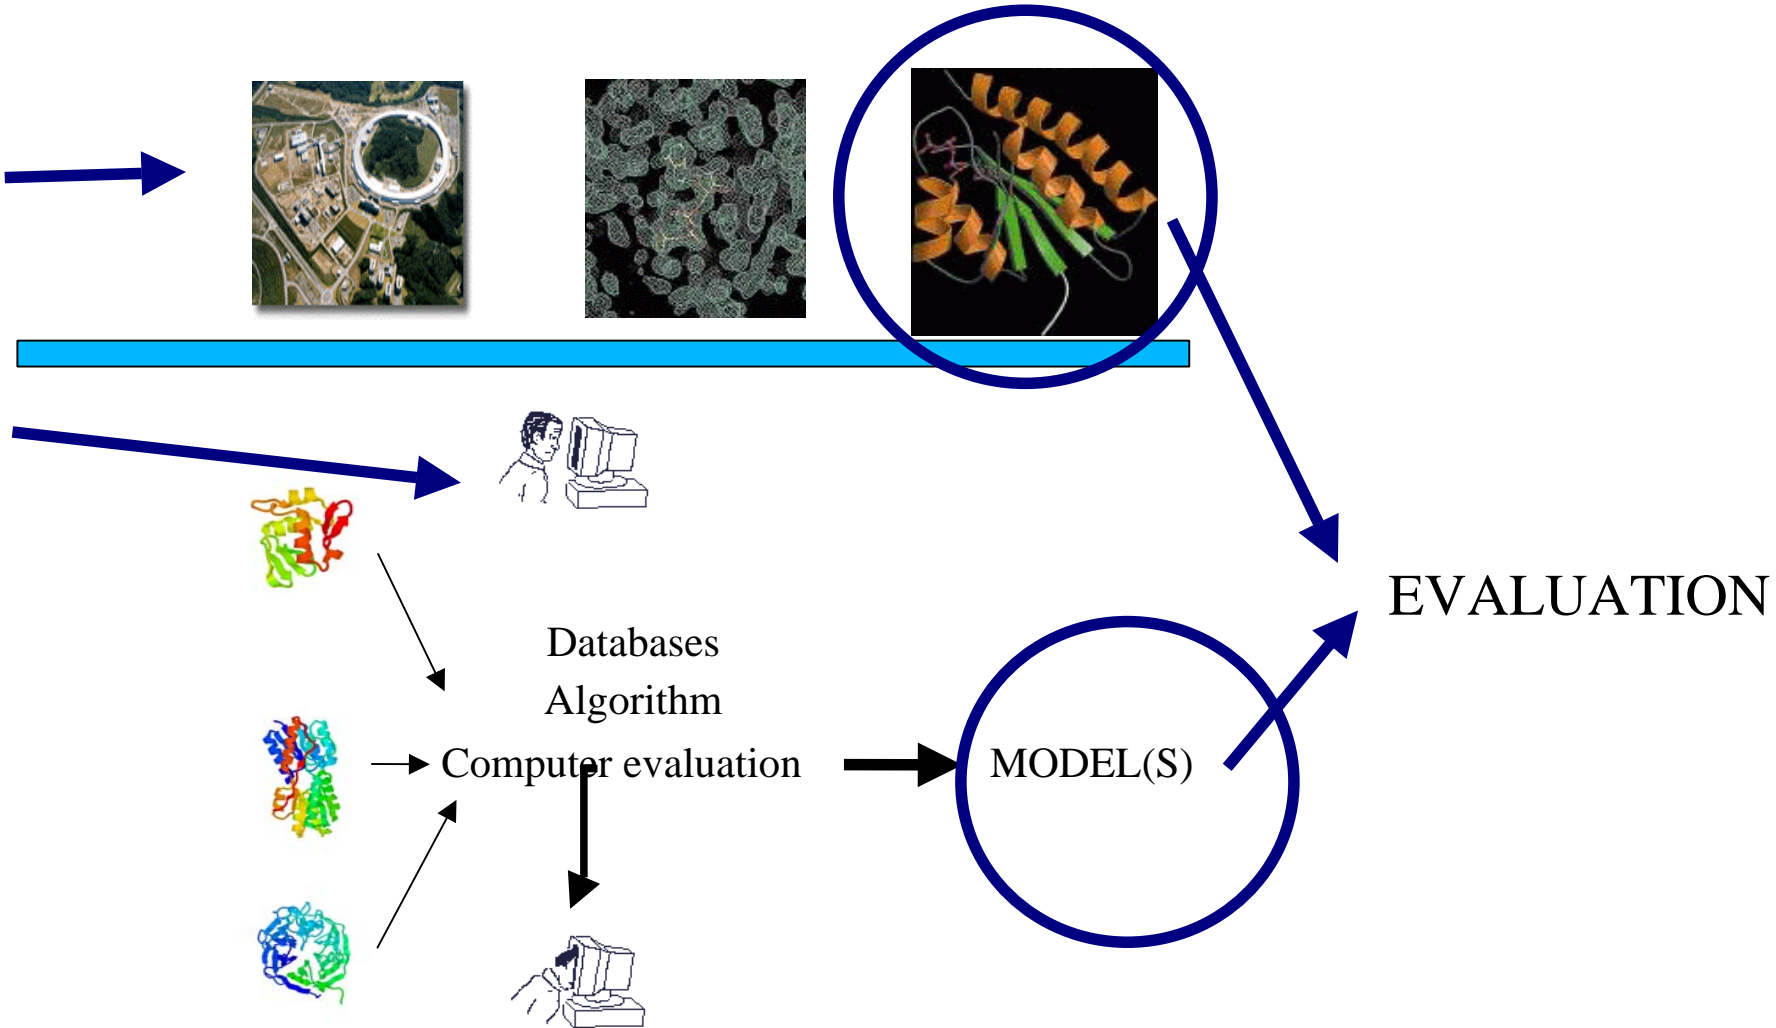 EVALUATION
Databases
Algorithm
Computer evaluation
MODEL(S)